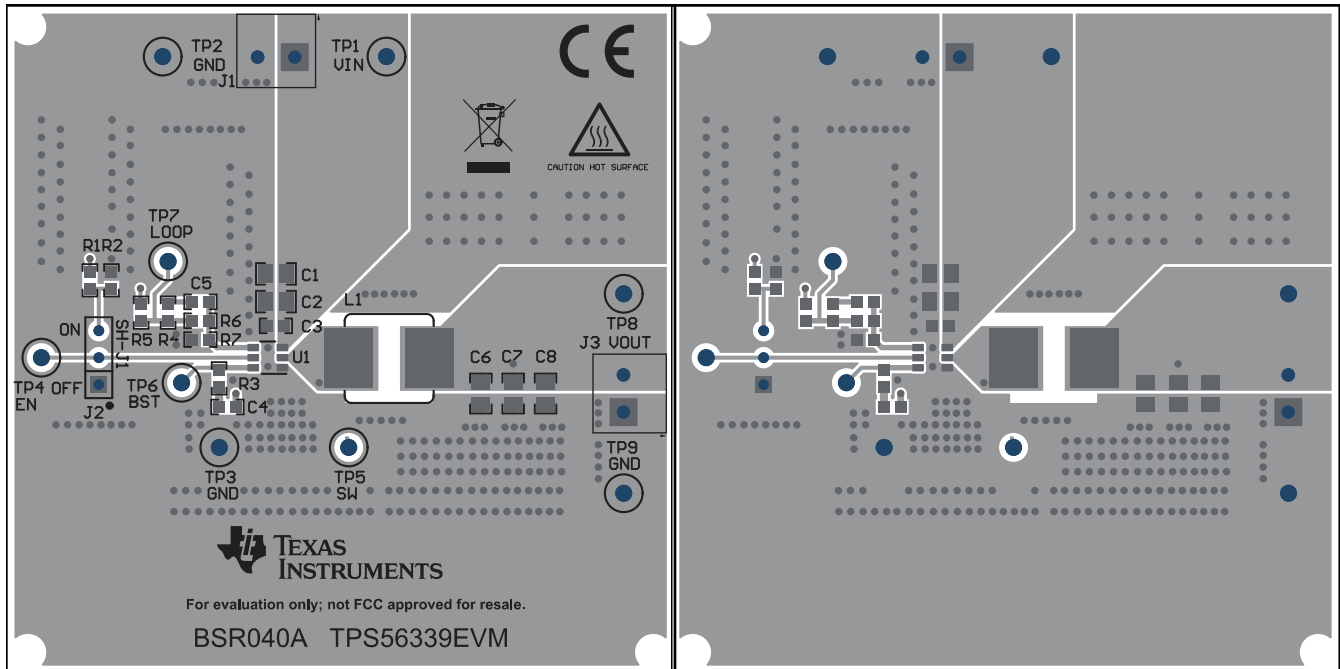 TP2
GND
J1
TP1
VIN
CE
CAUTION HOT SURFACE
TP7
LOOP
R1R2
C5
C1
C2
L1
C3
R6
R5 R4
R7
ON
SH-J1
U1
TP8
J3 VOUT
C6 C7 C8
TP4 OFF
EN
J2
TP6
BST
R3
C4
TP3
GND
TP5
SW
TP9
GND
TEXAS
INSTRUMENTS
For evaluation only; not FCC approved for resale.
BSR040A TPS56339EVM